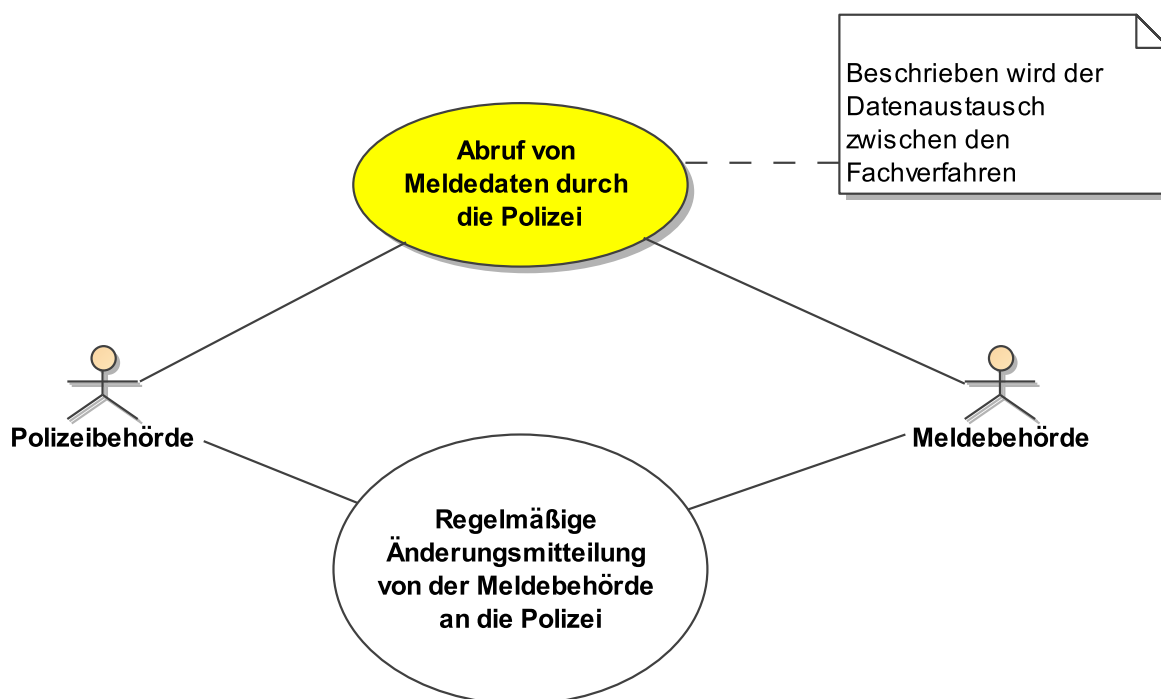 Beschrieben wird der
Datenaustausch
zwischen den
Fachverfahren
Abruf von
Meldedaten durch
die Polizei
Polizeibehörde
Meldebehörde
Regelmäßige
Änderungsmitteilung
von der Meldebehörde
an die Polizei